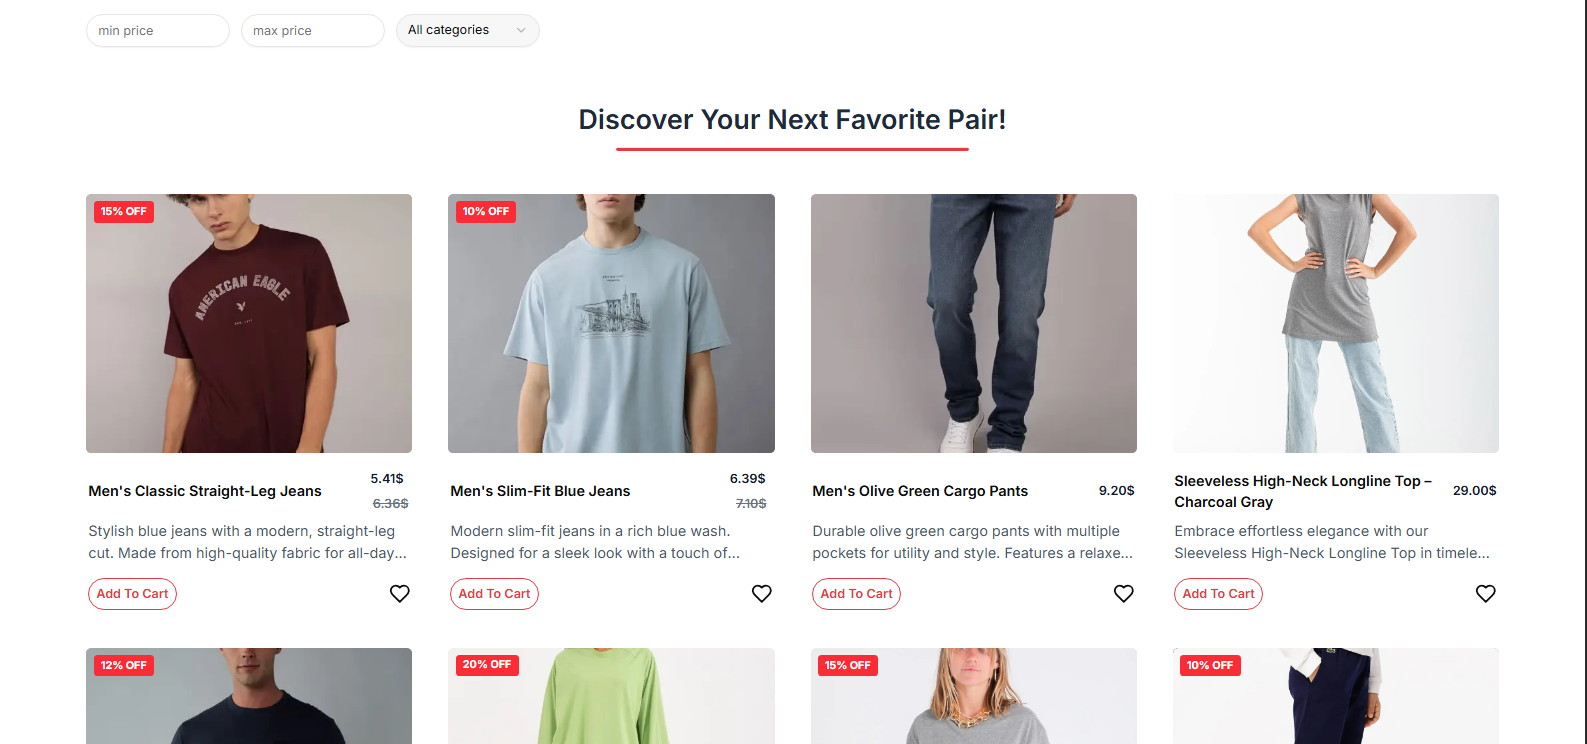 min price
max price
All categories
Discover Your Next Favorite Pair!
15% OFF
10% OFF
AMERICAN EAGLE
Men's Classic Straight-Leg Jeans
5.41$
6.36$
Stylish blue jeans with a modern, straight-leg
cut. Made from high-quality fabric for all-day...
Add To Cart
Men's Slim-Fit Blue Jeans
6.39$
7.10$
Modern slim-fit jeans in a rich blue wash.
Designed for a sleek look with a touch of...
Add To Cart
Men's Olive Green Cargo Pants
9.20$
Durable olive green cargo pants with multiple
pockets for utility and style. Features a relaxe...
Add To Cart
Sleeveless High-Neck Longline Top –
Charcoal Gray
29.00$
Embrace effortless elegance with our
Sleeveless High-Neck Longline Top in timele...
Add To Cart
12% OFF
20% OFF
15% OFF
10% OFF